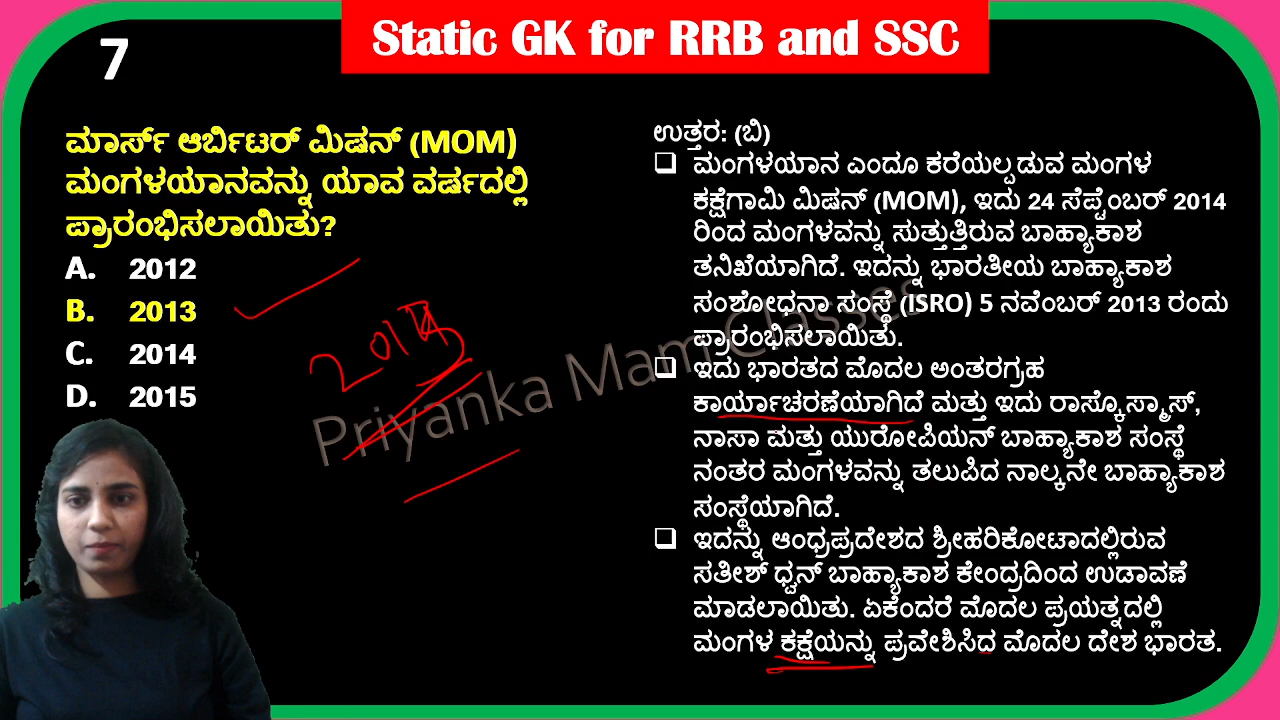 Static GK for RRB and SSC
7
ಮಾರ್ಸ್ ಆರ್ಬಿಟರ್ ಮಿಷನ್ (MOM)
ಮಂಗಳಯಾನವನ್ನು ಯಾವ ವರ್ಷದಲ್ಲಿ
ಪ್ರಾರಂಭಿಸಲಾಯಿತು?
A. 2012
B. 2013
C. 2014
D. 2015
ಉತ್ತರ: (ಬಿ)
ಮಂಗಳಯಾನ ಎಂದೂ ಕರೆಯಲ್ಪಡುವ ಮಂಗಳ
ಕಕ್ಷೆಗಾಮಿ ಮಿಷನ್ (MOM), ಇದು 24 ಸೆಪ್ಟೆಂಬರ್ 2014
ರಿಂದ ಮಂಗಳವನ್ನು ಸುತ್ತುತ್ತಿರುವ ಬಾಹ್ಯಾಕಾಶ
ತನಿಖೆಯಾಗಿದೆ. ಇದನ್ನು ಭಾರತೀಯ ಬಾಹ್ಯಾಕಾಶ
ಸಂಶೋಧನಾ ಸಂಸ್ಥೆ (ISRO) 5 ನವೆಂಬರ್ 2013 ರಂದು
ಪ್ರಾರಂಭಿಸಲಾಯಿತು.
ಇದು ಭಾರತದ ಮೊದಲ ಅಂತರಗ್ರಹ
ಕಾರ್ಯಾಚರಣೆಯಾಗಿದೆ ಮತ್ತು ಇದು ರಾಸ್ಕೊಸ್ಮಾಸ್,
ನಾಸಾ ಮತ್ತು ಯುರೋಪಿಯನ್ ಬಾಹ್ಯಾಕಾಶ ಸಂಸ್ಥೆ
ನಂತರ ಮಂಗಳವನ್ನು ತಲುಪಿದ ನಾಲ್ಕನೇ ಬಾಹ್ಯಾಕಾಶ
ಸಂಸ್ಥೆಯಾಗಿದೆ.
ಇದನ್ನು ಆಂಧ್ರಪ್ರದೇಶದ ಶ್ರೀಹರಿಕೋಟಾದಲ್ಲಿರುವ
ಸತೀಶ್ ಧ್ವನ್ ಬಾಹ್ಯಾಕಾಶ ಕೇಂದ್ರದಿಂದ ಉಡಾವಣೆ
ಮಾಡಲಾಯಿತು. ಏಕೆಂದರೆ ಮೊದಲ ಪ್ರಯತ್ನದಲ್ಲಿ
ಮಂಗಳ ಕಕ್ಷೆಯನ್ನು ಪ್ರವೇಶಿಸಿದ ಮೊದಲ ದೇಶ ಭಾರತ.
Priyanka Mam Classes